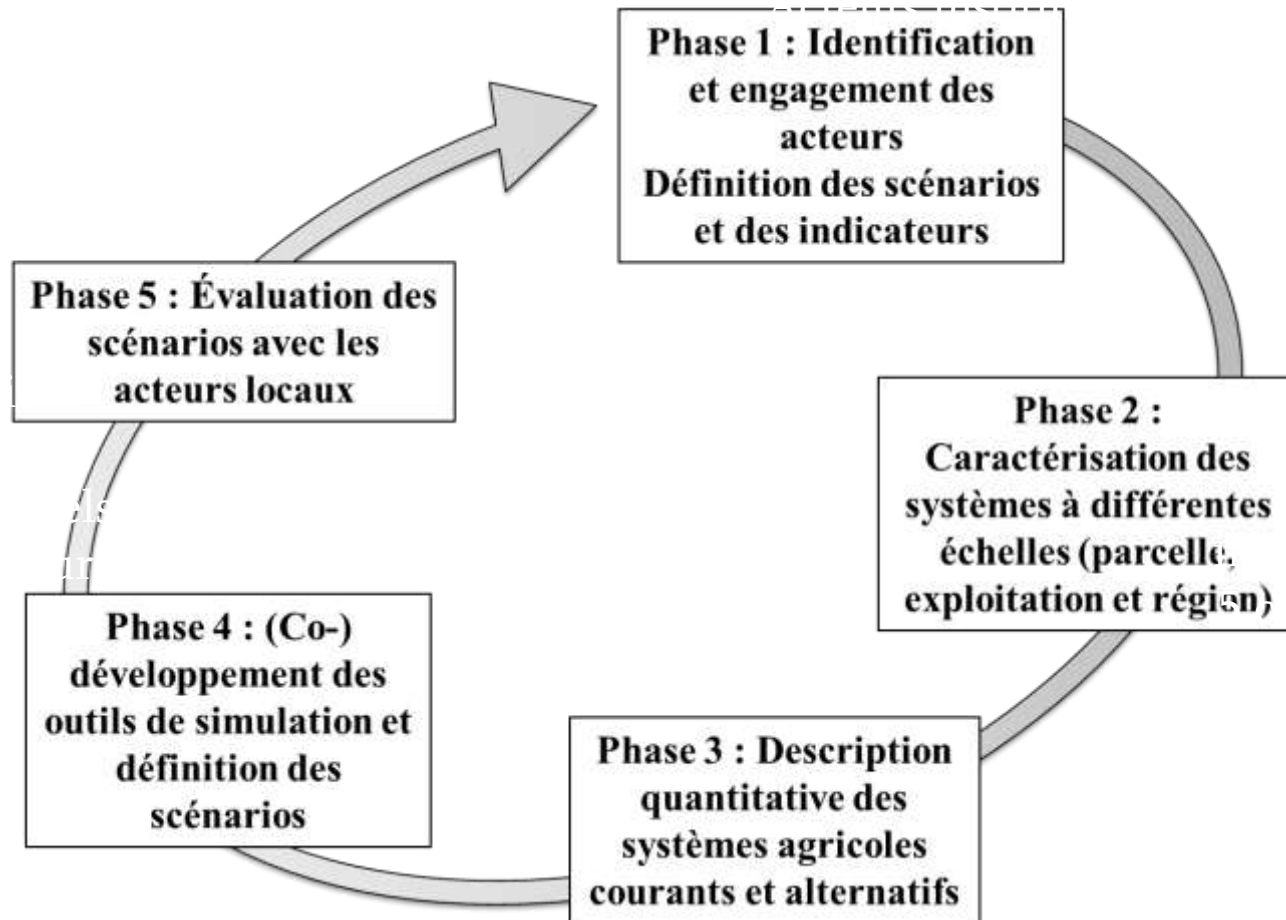 Phase 1 : Identification
et engagement des
acteurs
Définition des scénarios
et des indicateurs
Phase 2 :
Caractérisation des
systèmes à différentes
échelles (parcelle,
exploitation et région)
Phase 3 : Description
quantitative des
systèmes agricoles
courants et alternatifs
Phase 4 : (Co-)
développement des
outils de simulation et
définition des
scénarios
Phase 5 : Évaluation des
scénarios avec les
acteurs locaux